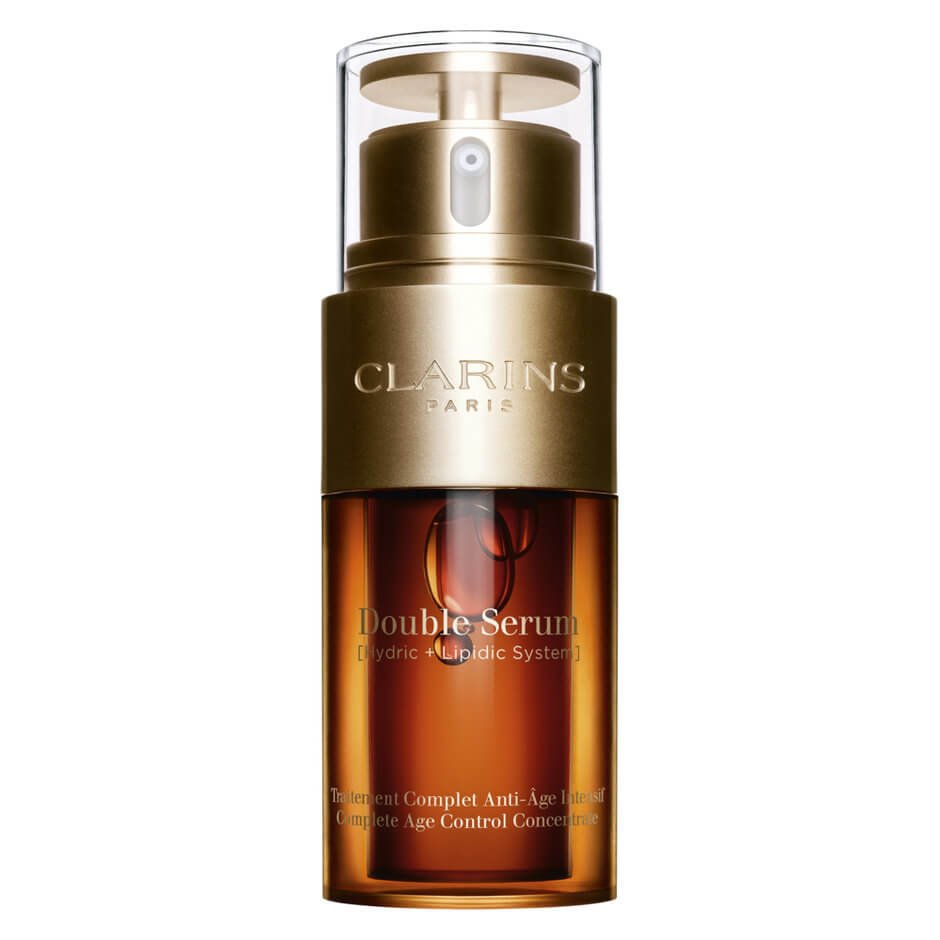 CLARINS
PARIS
Double Serum
[Hydric + Lipidic System]
Traitement Complet Anti-Âge Intensif
Complete Age Control Concentrate